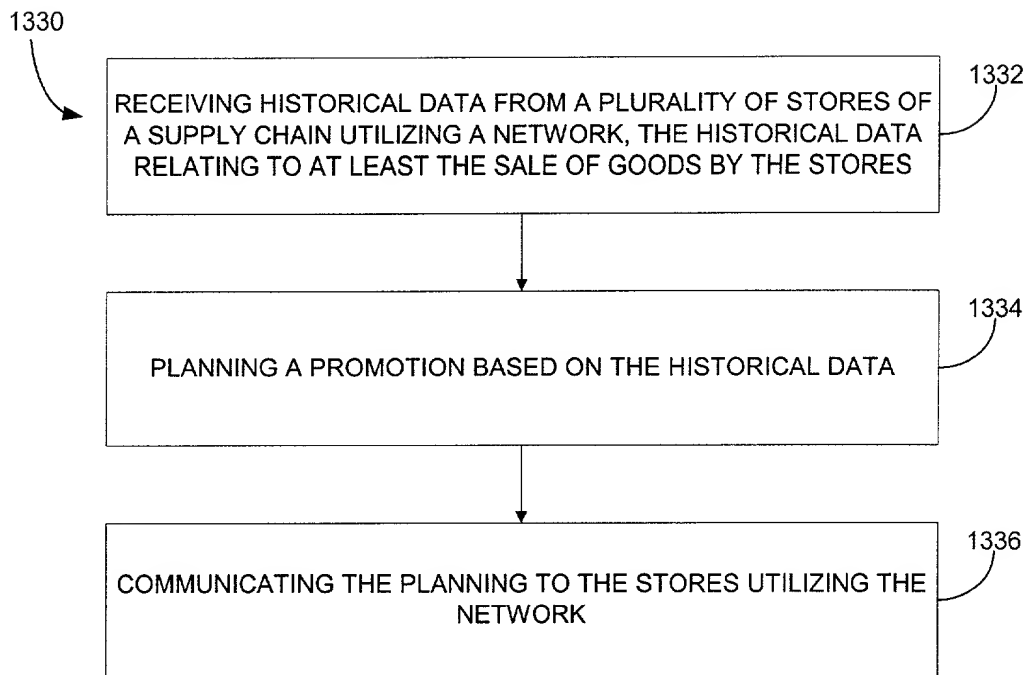 1330
1332
RECEIVING HISTORICAL DATA FROM A PLURALITY OF STORES OF
A SUPPLY CHAIN UTILIZING A NETWORK, THE HISTORICAL DATA
RELATING TO AT LEAST THE SALE OF GOODS BY THE STORES
1334
PLANNING A PROMOTION BASED ON THE HISTORICAL DATA
1336
COMMUNICATING THE PLANNING TO THE STORES UTILIZING THE
NETWORK